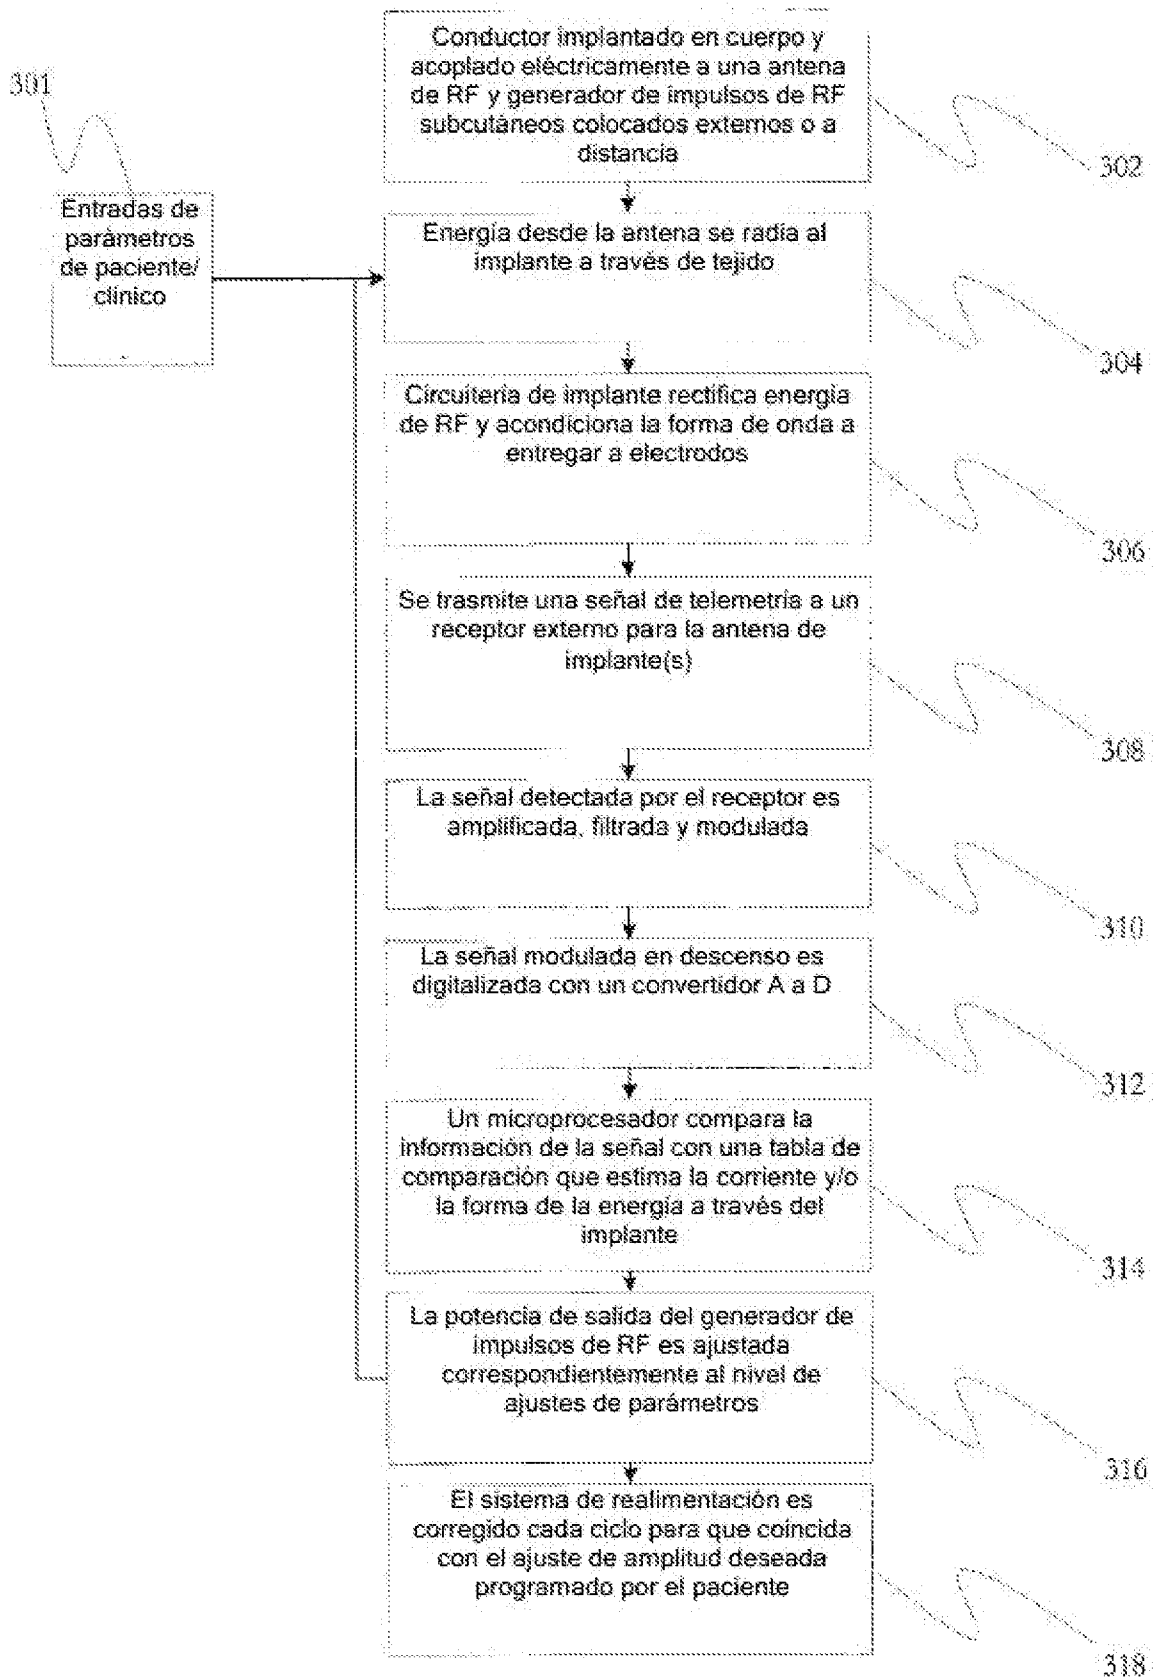 Conductor implantado en cuerpo y
acoplado eléctricamente a una antena
de RF y generador de impulsos de RF
subcutáneos colocados externos o a
distancia
301
302
Entradas de
parámetros
de paciente/
clínico
Energía desde la antena se radía al
implante a través de tejido
304
Circuitería de implante rectifica energía
de RF y acondiciona la forma de onda a
entregar a electrodos
306
Se trasmite una señal de telemetría a un
receptor externo para la antena de
implante(s)
308
La señal detectada por el receptor es
amplificada, filtrada y modulada
310
La señal modulada en descenso es
digitalizada con un convertidor A a D
312
Un microprocesador compara la
información de la señal con una tabla de
comparación que estima la corriente y/o
la forma de la energía a través del
implante
314
La potencia de salida del generador de
impulsos de RF es ajustada
correspondientemente al nivel de
ajustes de parámetros
316
El sistema de realimentación es
corregido cada ciclo para que coincida
con el ajuste de amplitud deseada
programado por el paciente
318